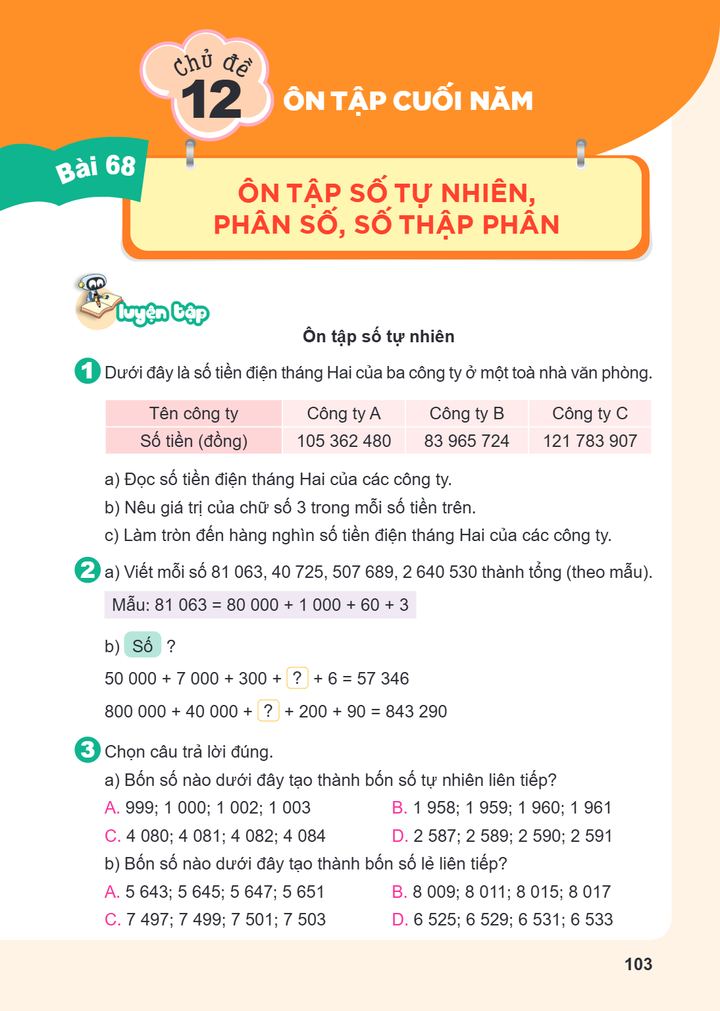 Chủ đề
12
ÔN TẬP CUỐI NĂM
Bài 68
ÔN TẬP SỐ TỰ NHIÊN,
PHÂN SỐ, SỐ THẬP PHÂN
luyện tập
Ôn tập số tự nhiên
1 Dưới đây là số tiền điện tháng Hai của ba công ty ở một toà nhà văn phòng.
Tên công ty Công ty A Công ty B Công ty C
Số tiền (đồng) 105 362 480 83 965 724 121 783 907
a) Đọc số tiền điện tháng Hai của các công ty.
b) Nêu giá trị của chữ số 3 trong mỗi số tiền trên.
c) Làm tròn đến hàng nghìn số tiền điện tháng Hai của các công ty.
2 a) Viết mỗi số 81 063, 40 725, 507 689, 2 640 530 thành tổng (theo mẫu).
Mẫu: 81 063 = 80 000 + 1 000 + 60 + 3
b) Số ?
50 000 + 7 000 + 300 + ? + 6 = 57 346
800 000 + 40 000 + ? + 200 + 90 = 843 290
3 Chọn câu trả lời đúng.
a) Bốn số nào dưới đây tạo thành bốn số tự nhiên liên tiếp?
A. 999; 1 000; 1 002; 1 003 B. 1 958; 1 959; 1 960; 1 961
C. 4 080; 4 081; 4 082; 4 084 D. 2 587; 2 589; 2 590; 2 591
b) Bốn số nào dưới đây tạo thành bốn số lẻ liên tiếp?
A. 5 643; 5 645; 5 647; 5 651 B. 8 009; 8 011; 8 015; 8 017
C. 7 497; 7 499; 7 501; 7 503 D. 6 525; 6 529; 6 531; 6 533
103